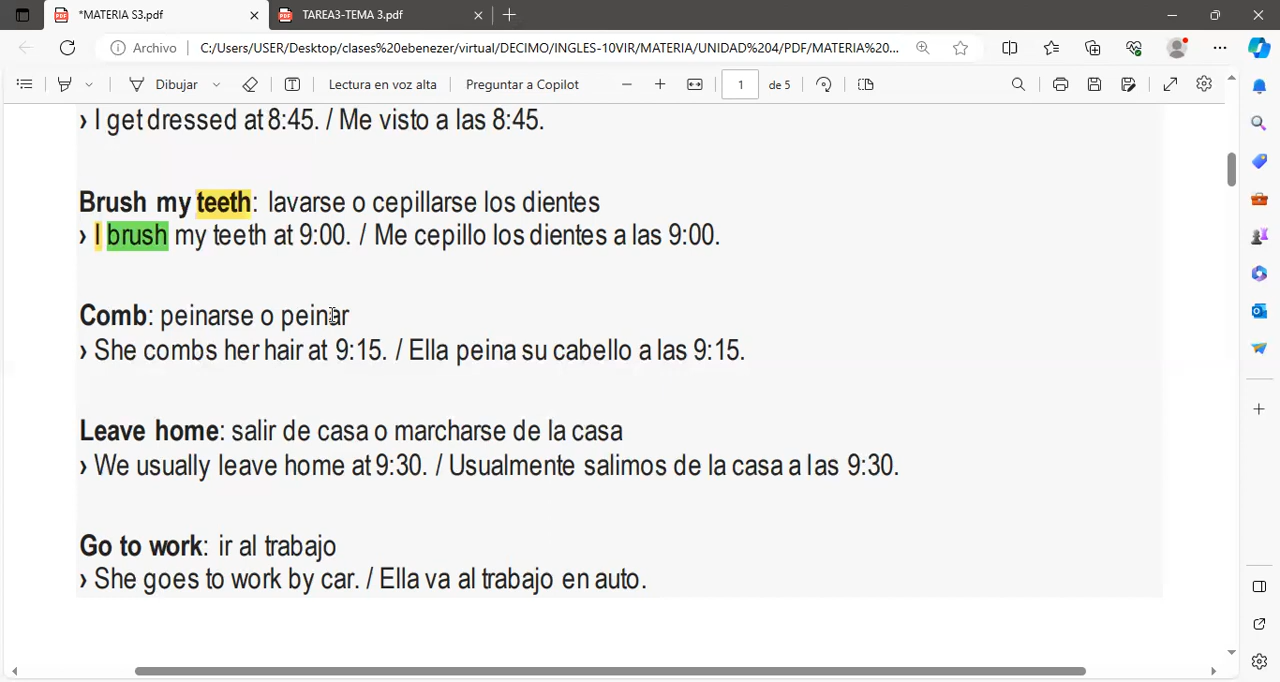 *MATERIA S3.pdf
TAREA3-TEMA 3.pdf
Archivo
C:/Users/USER/Desktop/clases%20ebenezer/virtual/DECIMO/INGLES-10VIR/MATERIA/UNIDAD%204/PDF/MATERIA%20...
Dibujar
Lectura en voz alta
Preguntar a Copilot
1
de 5
› I get dressed at 8:45. / Me visto a las 8:45.
Brush my teeth: lavarse o cepillarse los dientes
› I brush my teeth at 9:00. / Me cepillo los dientes a las 9:00.
Comb: peinarse o peinar
› She combs her hair at 9:15. / Ella peina su cabello a las 9:15.
Leave home: salir de casa o marcharse de la casa
› We usually leave home at 9:30. / Usualmente salimos de la casa a las 9:30.
Go to work: ir al trabajo
› She goes to work by car. / Ella va al trabajo en auto.